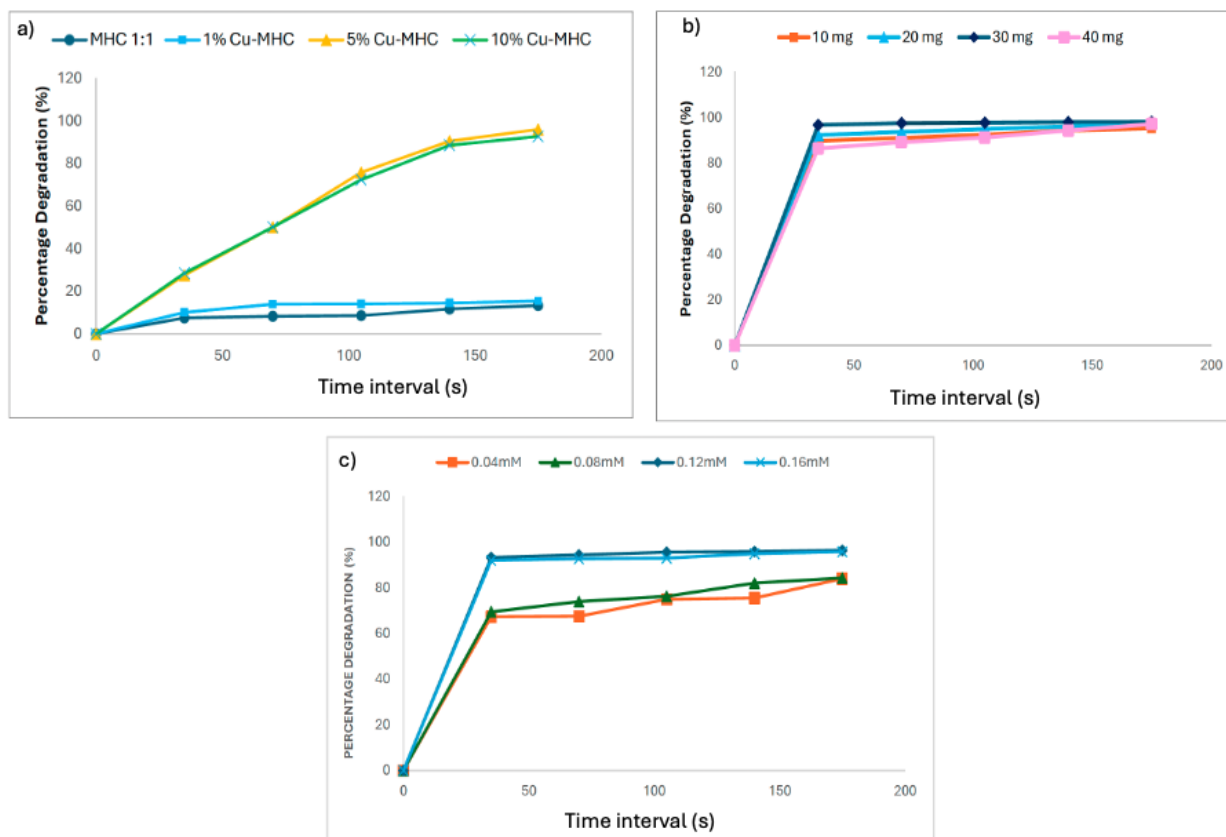 a)
MHC 1:1 1% Cu-MHC 5% Cu-MHC 10% Cu-MHC
Percentage Degradation (%)
120
100
80
60
40
20
0
0 50 100 150 200
Time interval (s)
b)
10 mg 20 mg 30 mg 40 mg
Percentage Degradation (%)
120
100
80
60
40
20
0
0 50 100 150 200
Time interval (s)
c)
0.04mM 0.08mM 0.12mM 0.16mM
PERCENTAGE DEGRADATION (%)
120
100
80
60
40
20
0
0 50 100 150 200
Time interval (s)